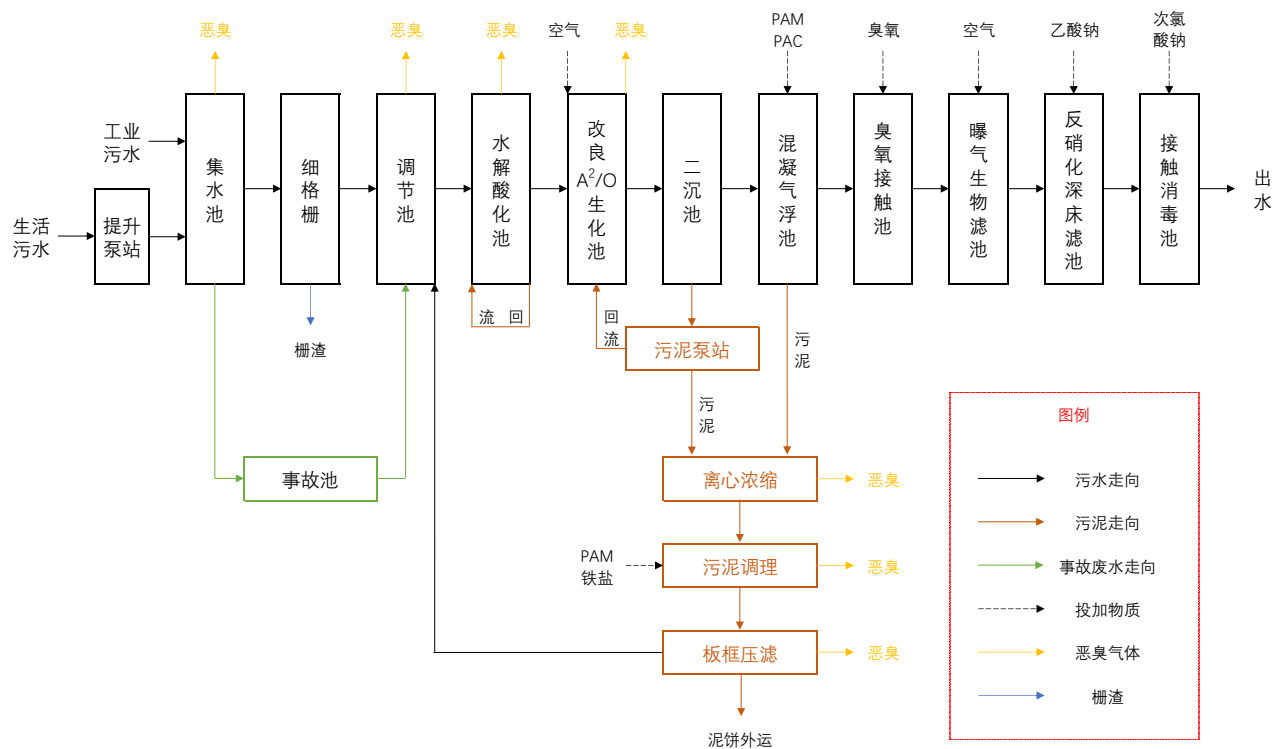 恶臭
恶臭
恶臭
空气
恶臭
PAM
PAC
臭氧
空气
乙酸钠
次氯
酸钠
工业
污水
生活
污水
提升
泵站
集水池
细格栅
调节池
水解酸化池
改良
A²/O
生化池
二沉池
混凝气浮池
臭氧接触池
曝气生物滤池
反硝化深床滤池
接触消毒池
出水
栅渣
流 回
回流
污泥泵站
污泥
污泥
事故池
离心浓缩
恶臭
PAM
铁盐
污泥调理
恶臭
板框压滤
恶臭
泥饼外运
图例
污水走向
污泥走向
事故废水走向
投加物质
恶臭气体
栅渣